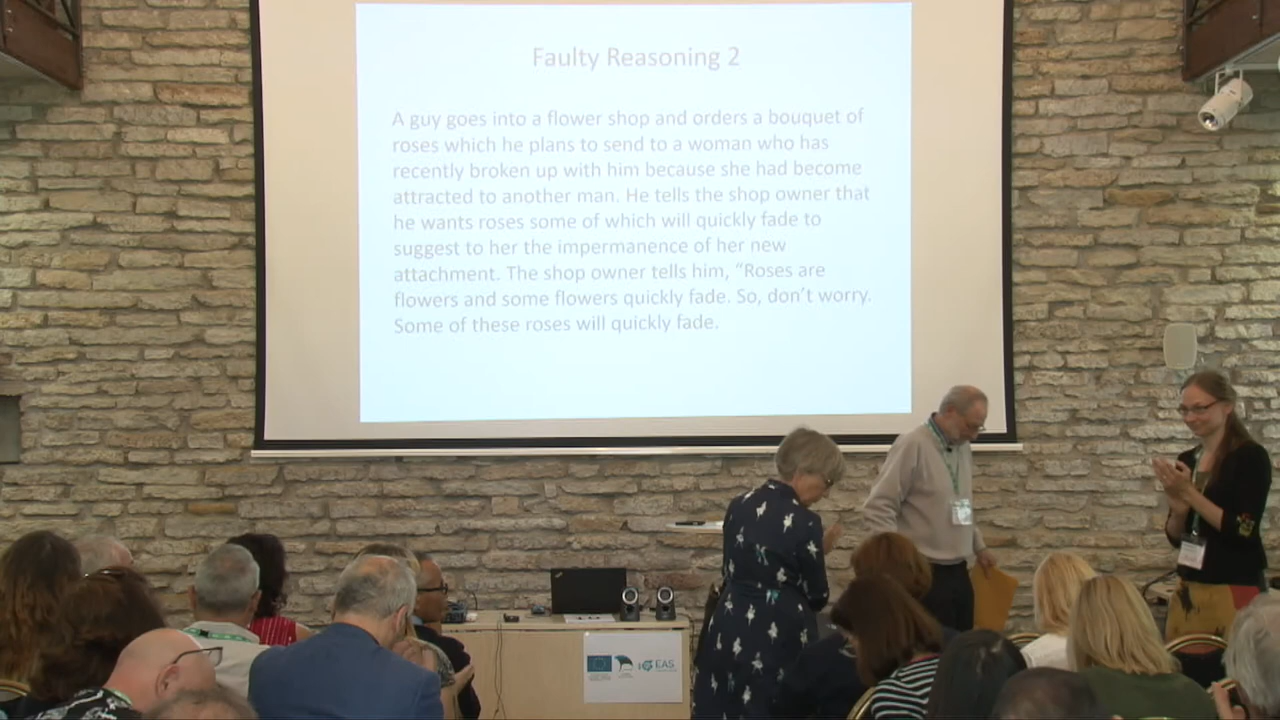 Faulty Reasoning 2
A guy goes into a flower shop and orders a bouquet of
roses which he plans to send to a woman who has
recently broken up with him because she had become
attracted to another man. He tells the shop owner that
he wants roses some of which will quickly fade to
suggest to her the impermanence of her new
attachment. The shop owner tells him, “Roses are
flowers and some flowers quickly fade. So, don’t worry.
Some of these roses will quickly fade.
EAS